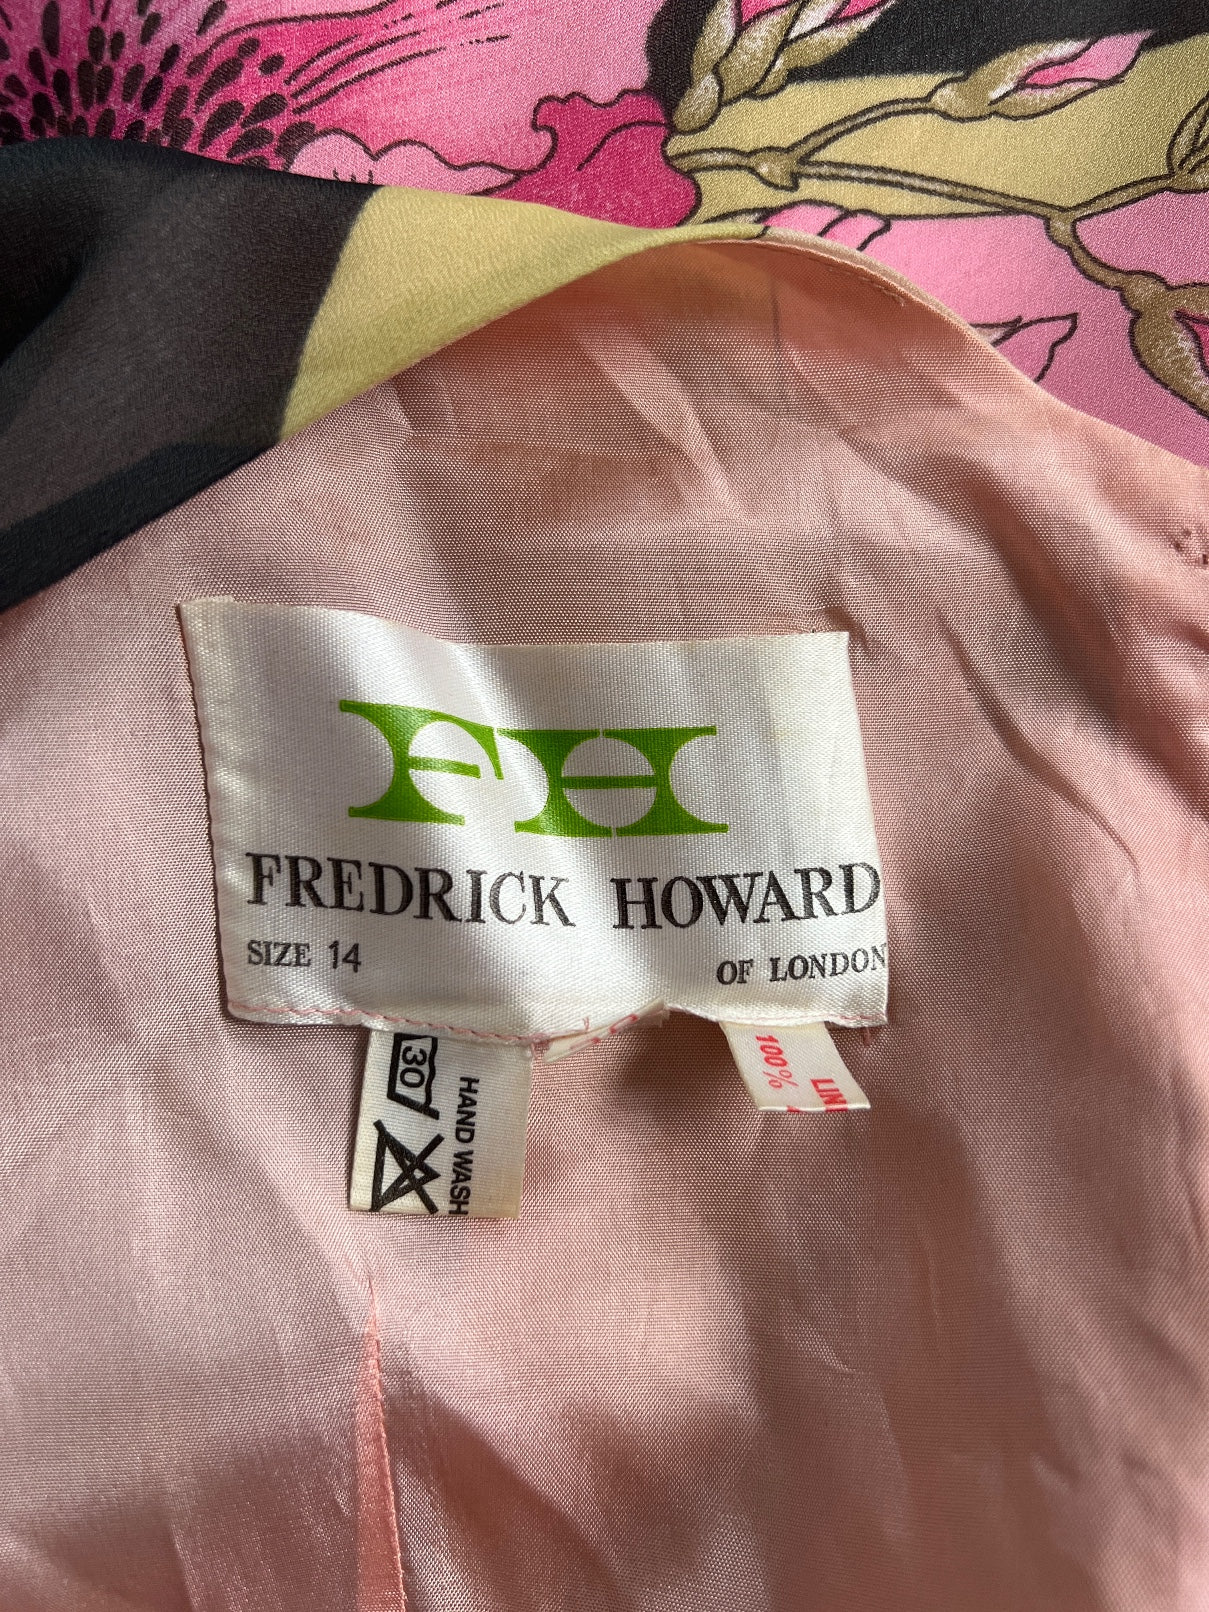 FH
FREDRICK HOWARD
SIZE 14
OF LONDON
30
HAND WASH
100%